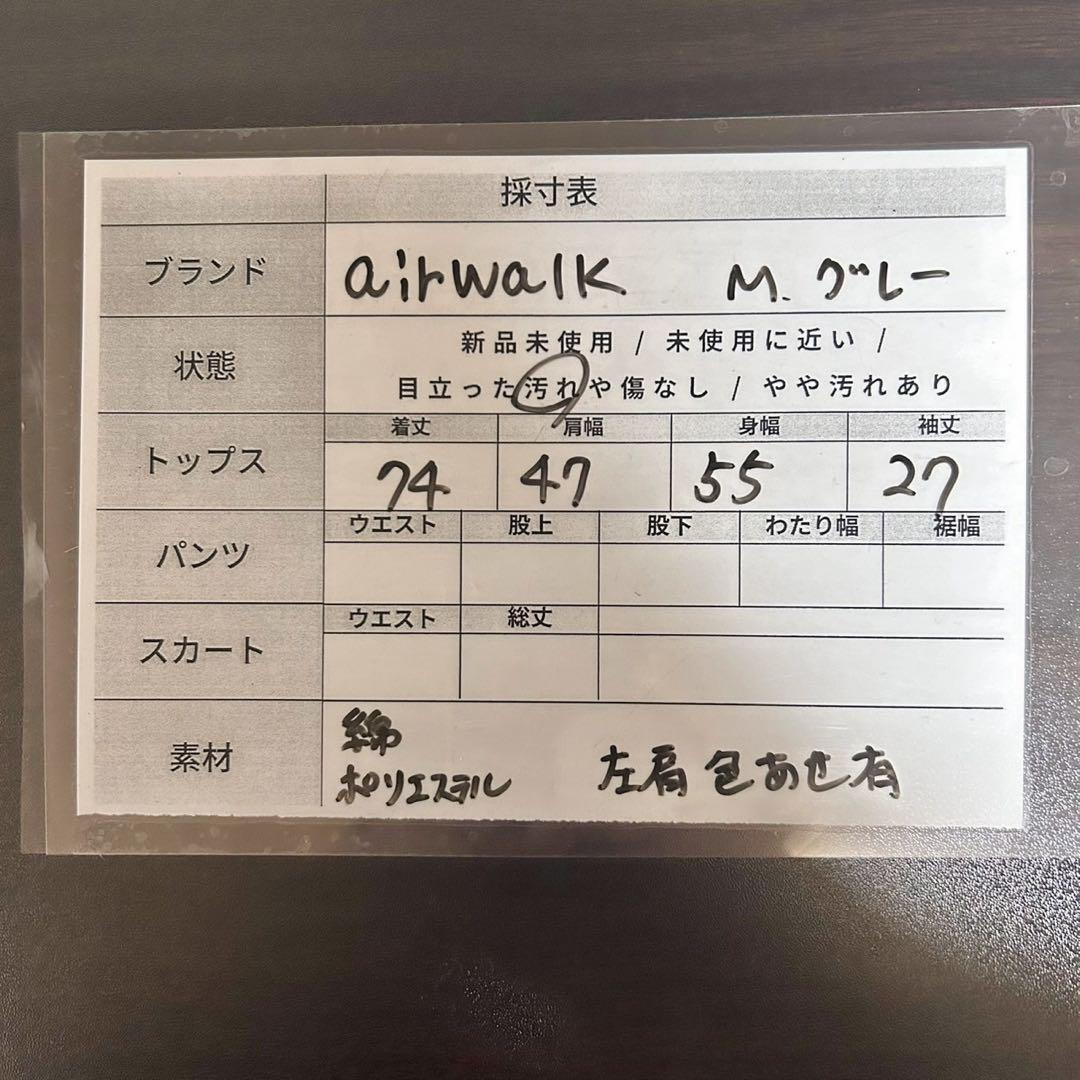 採寸表
ブランド airwalk M. グレー
状態 新品未使用 / 未使用に近い /
目立った汚れや傷なし / やや汚れあり
トップス 着丈 肩幅 身幅 袖丈
74 47 55 27
パンツ ウエスト 股上 股下 わたり幅 裾幅
スカート ウエスト 総丈
素材 綿
ポリエステル 左肩 色あせ有